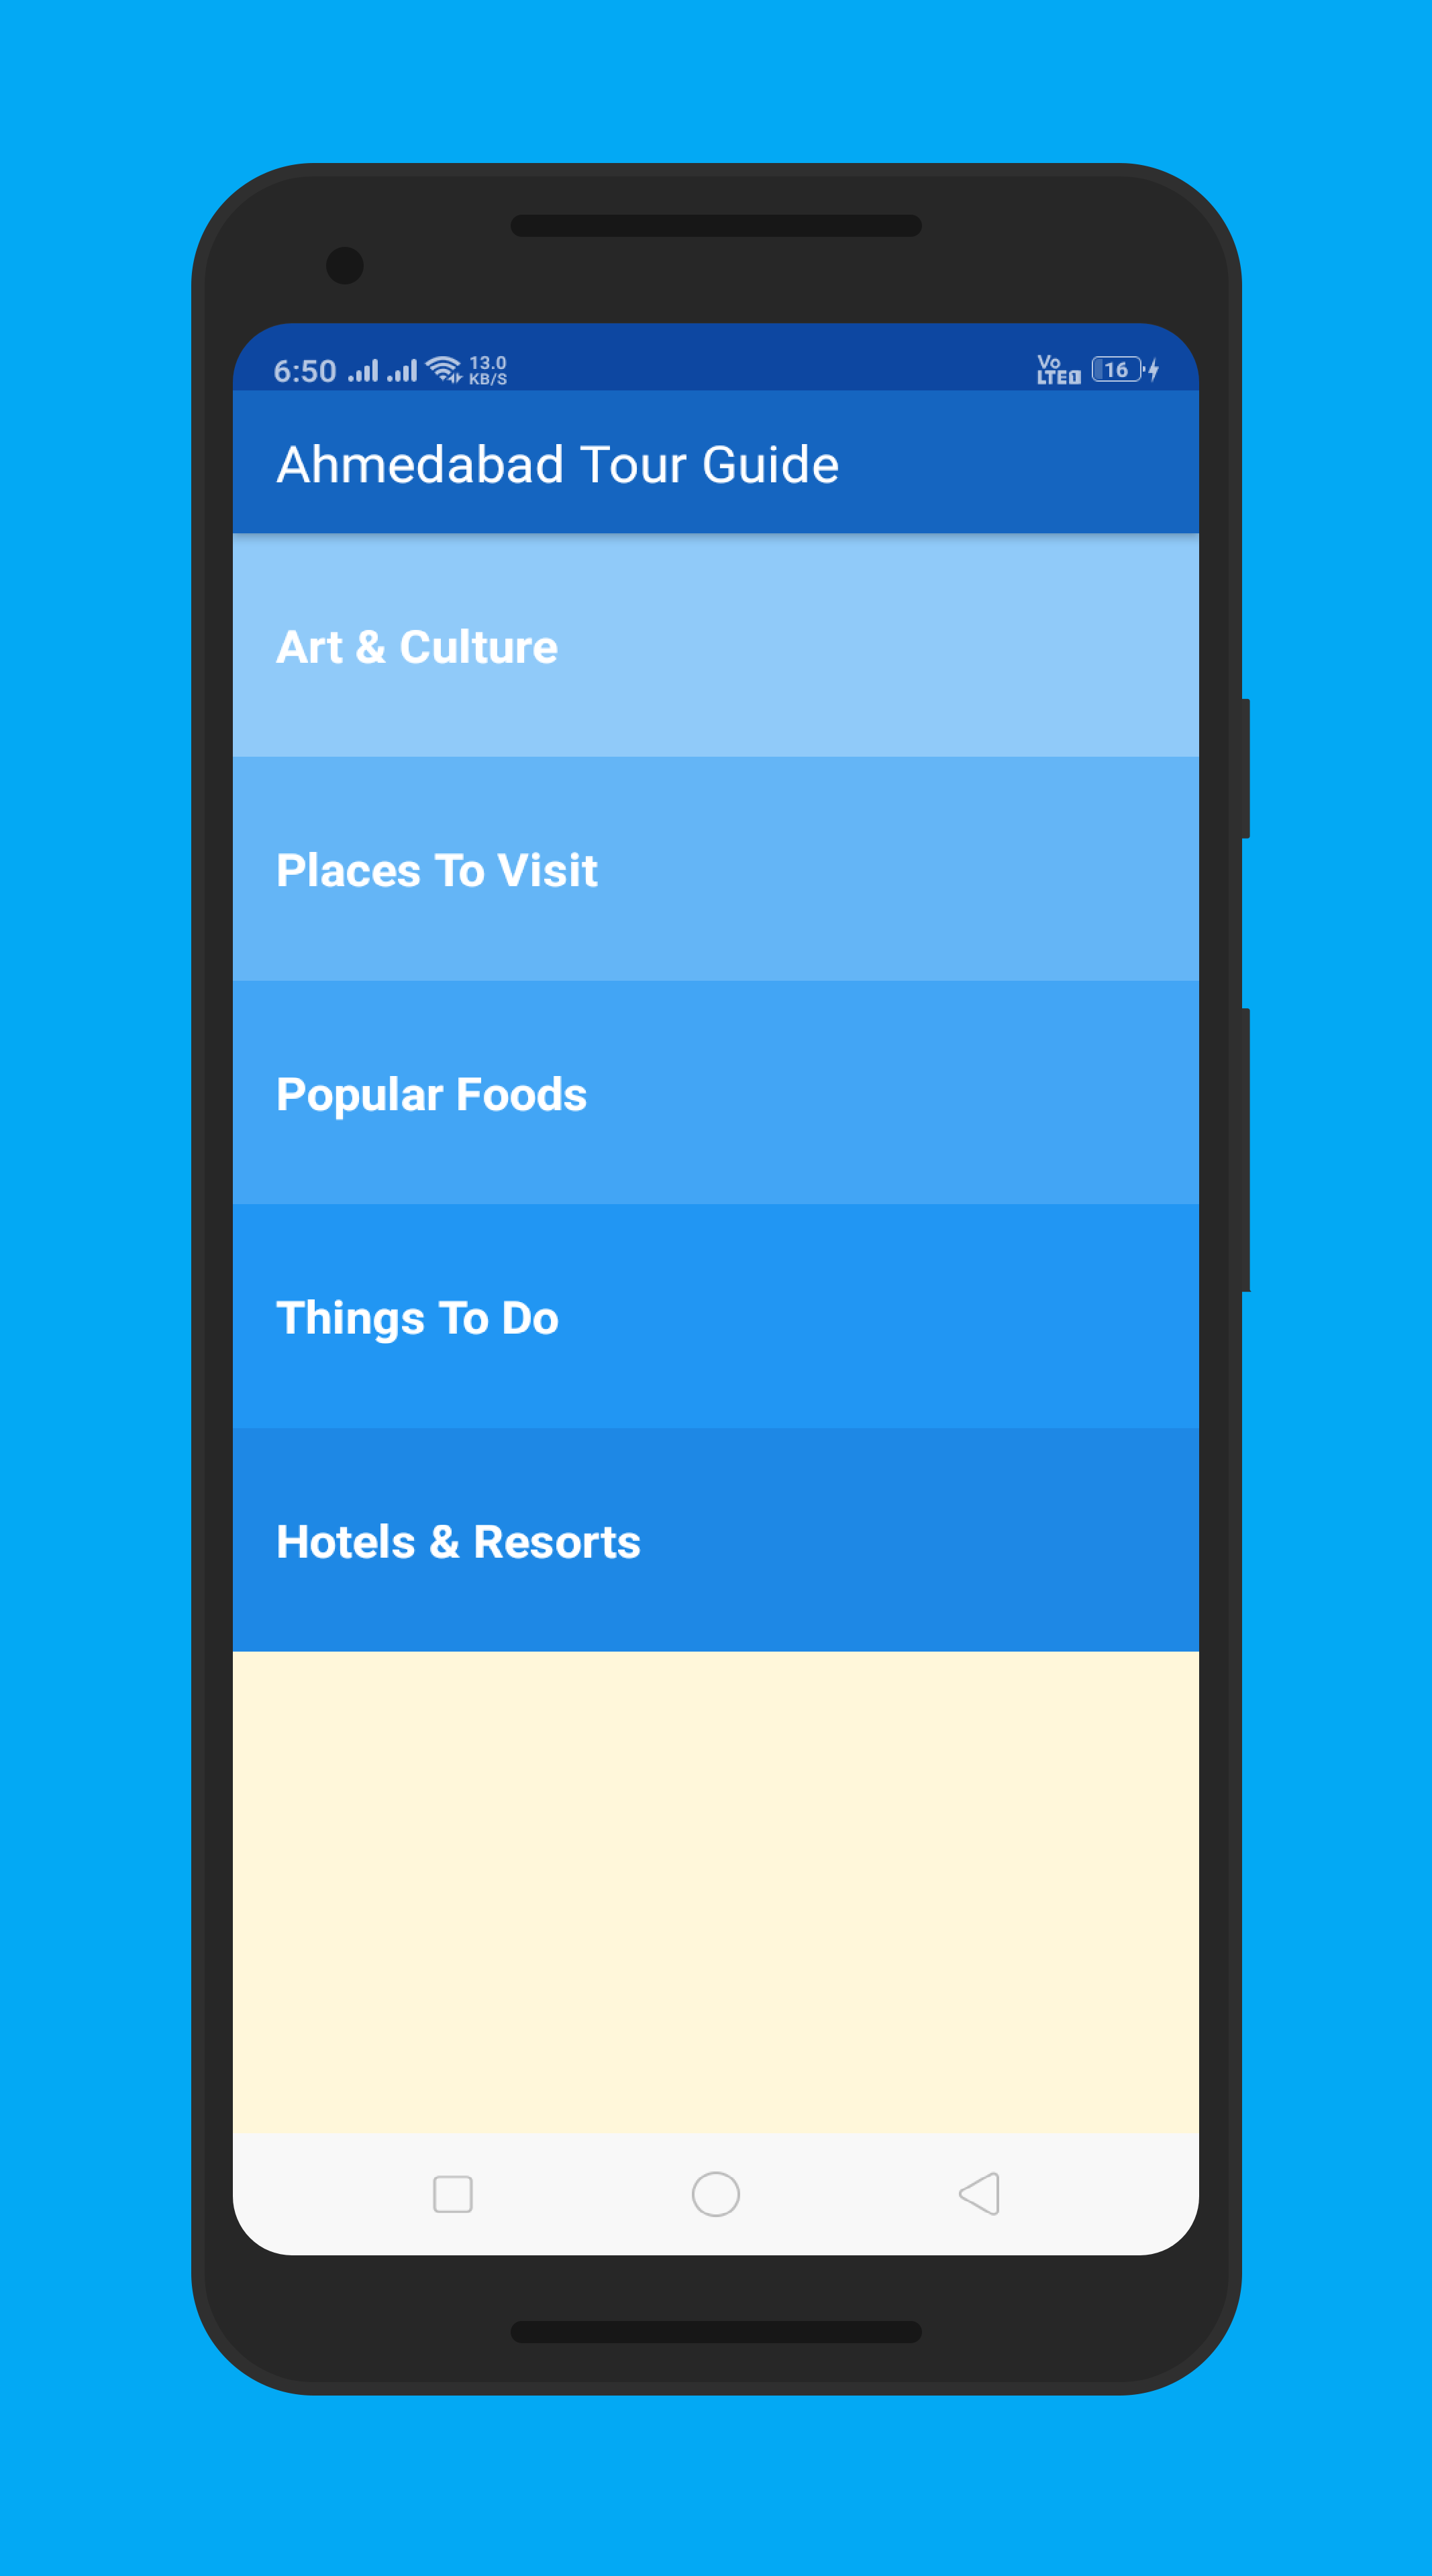 6:50 13.0
KB/S
Vo
LTE 1 16
Ahmedabad Tour Guide
Art & Culture
Places To Visit
Popular Foods
Things To Do
Hotels & Resorts